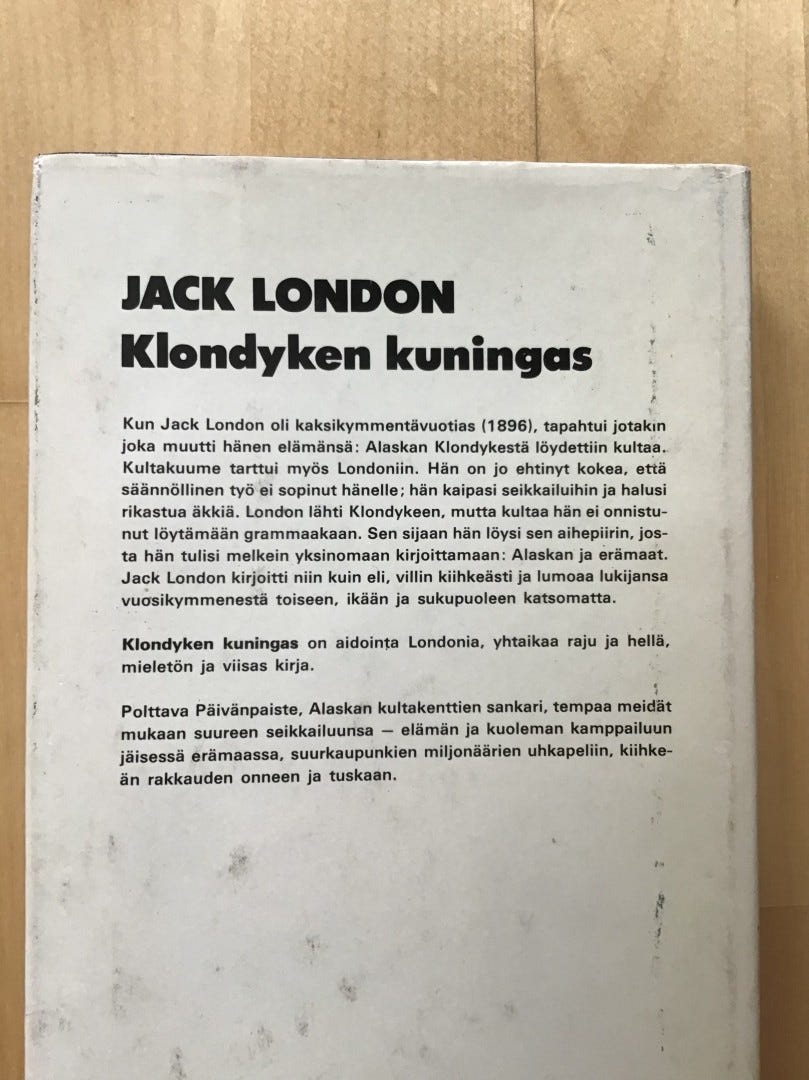 JACK LONDON
Klondyken kuningas
Kun Jack London oli kaksikymmentävuotias (1896), tapahtui jotakin
joka muutti hänen elämänsä: Alaskan Klondykestä löydettiin kultaa.
Kultakuume tarttui myös Londoniin. Hän on jo ehtinyt kokea, että
säännöllinen työ ei sopinut hänelle; hän kaipasi seikkailuihin ja halusi
rikastua äkkiä. London lähti Klondykeen, mutta kultaa hän ei onnistu-
nut löytämään grammaakaan. Sen sijaan hän löysi sen aihepiirin, jos-
ta hän tulisi melkein yksinomaan kirjoittamaan: Alaskan ja erämaat.
Jack London kirjoitti niin kuin eli, villin kiihkeästi ja lumoaa lukijansa
vuosikymmenestä toiseen, ikään ja sukupuoleen katsomatta.
Klondyken kuningas on aidointa Londonia, yhtaikaa raju ja hellä,
mieletön ja viisas kirja.
Polttava Päivänpaiste, Alaskan kultakenttien sankari, tempaa meidät
mukaan suureen seikkailuunsa — elämän ja kuoleman kamppailuun
jäisessä erämaassa, suurkaupunkien miljonäärien uhkapeliin, kiihke-
än rakkauden onneen ja tuskaan.